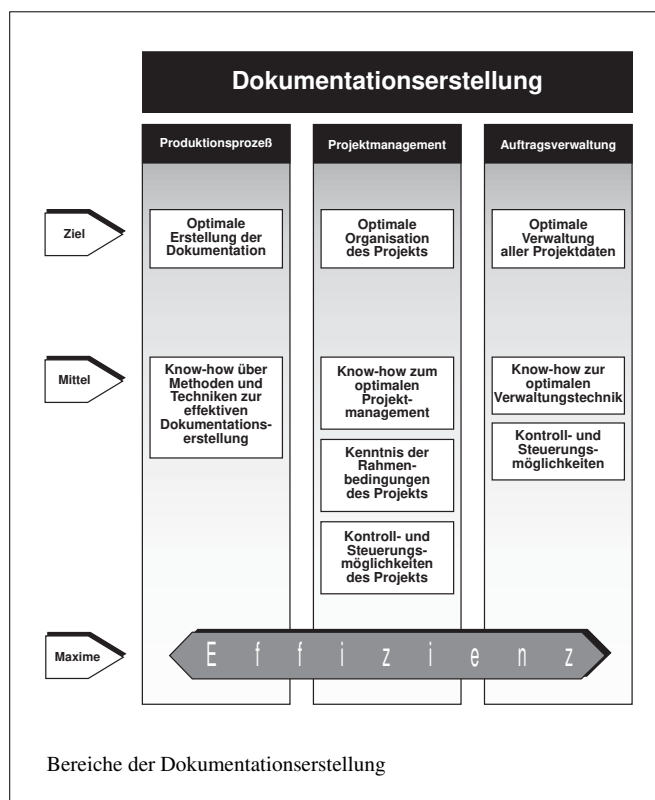 Dokumentationserstellung
Produktionsprozeß
Projektmanagement
Auftragsverwaltung
Ziel
Optimale
Erstellung der
Dokumentation
Optimale
Organisation
des Projekts
Optimale
Verwaltung
aller Projektdaten
Mittel
Know-how über
Methoden und
Techniken zur
effektiven
Dokumentations-
erstellung
Know-how zum
optimalen
Projekt-
management
Kenntnis der
Rahmen-
bedingungen
des Projekts
Kontroll- und
Steuerungs-
möglichkeiten
des Projekts
Know-how zur
optimalen
Verwaltungstechnik
Kontroll- und
Steuerungs-
möglichkeiten
Maxime
Effizienz
Bereiche der Dokumentationserstellung